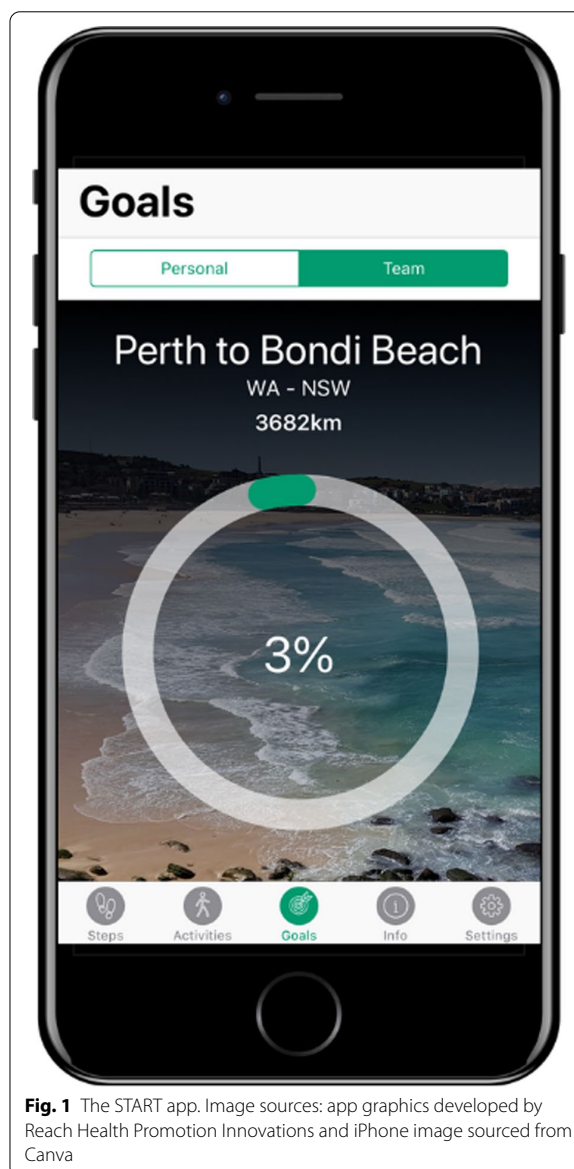 Goals
Personal Team
Perth to Bondi Beach
WA - NSW
3682km
3%
Steps Activities Goals Info Settings
Fig. 1 The START app. Image sources: app graphics developed by
Reach Health Promotion Innovations and iPhone image sourced from
Canva